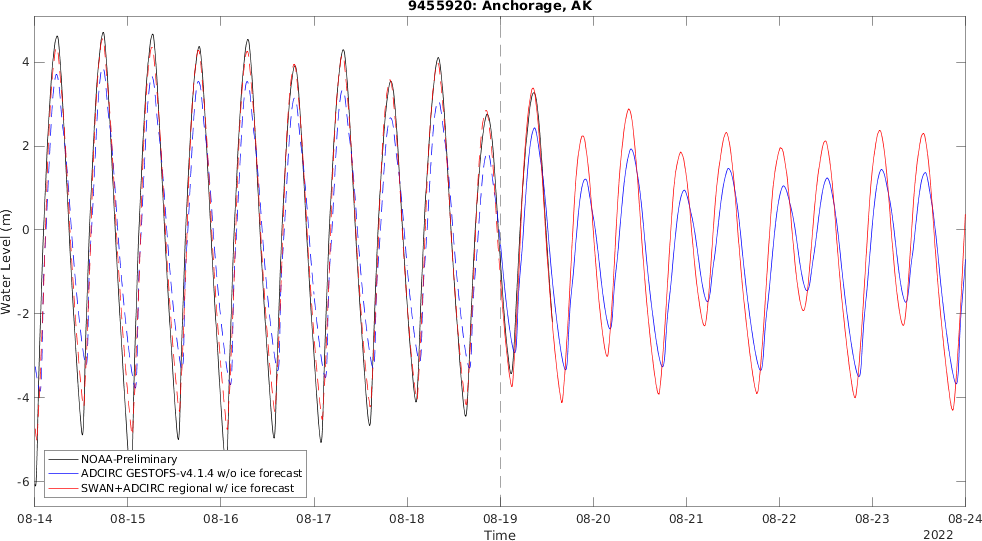 9455920: Anchorage, AK
Water Level (m)
4
2
0
-2
-4
-6
NOAA-Preliminary
ADCIRC GESTOFS-v4.1.4 w/o ice forecast
SWAN+ADCIRC regional w/ ice forecast
08-14 08-15 08-16 08-17 08-18 08-19 08-20 08-21 08-22 08-23 08-24
Time
2022